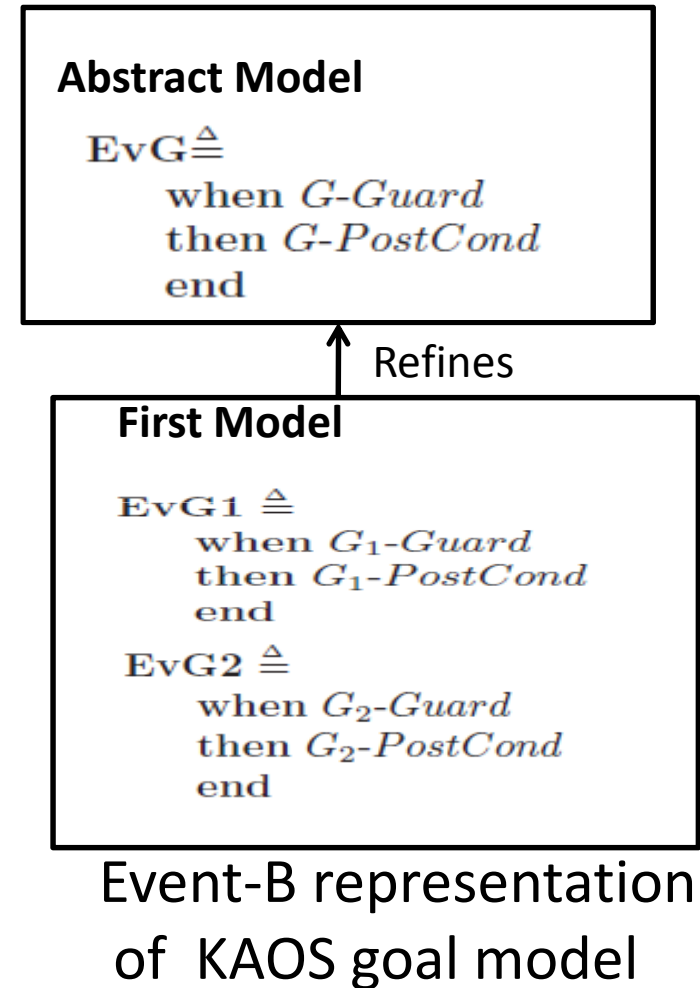 Abstract Model
EvG≜
when G-Guard
then G-PostCond
end
Refines
First Model
EvG1 ≜
when G₁-Guard
then G₁-PostCond
end
EvG2 ≜
when G₂-Guard
then G₂-PostCond
end
Event-B representation
of KAOS goal model